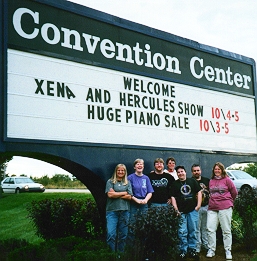 Convention Center
WELCOME
XENA AND HERCULES SHOW 10\4-5
HUGE PIANO SALE 10\3-5